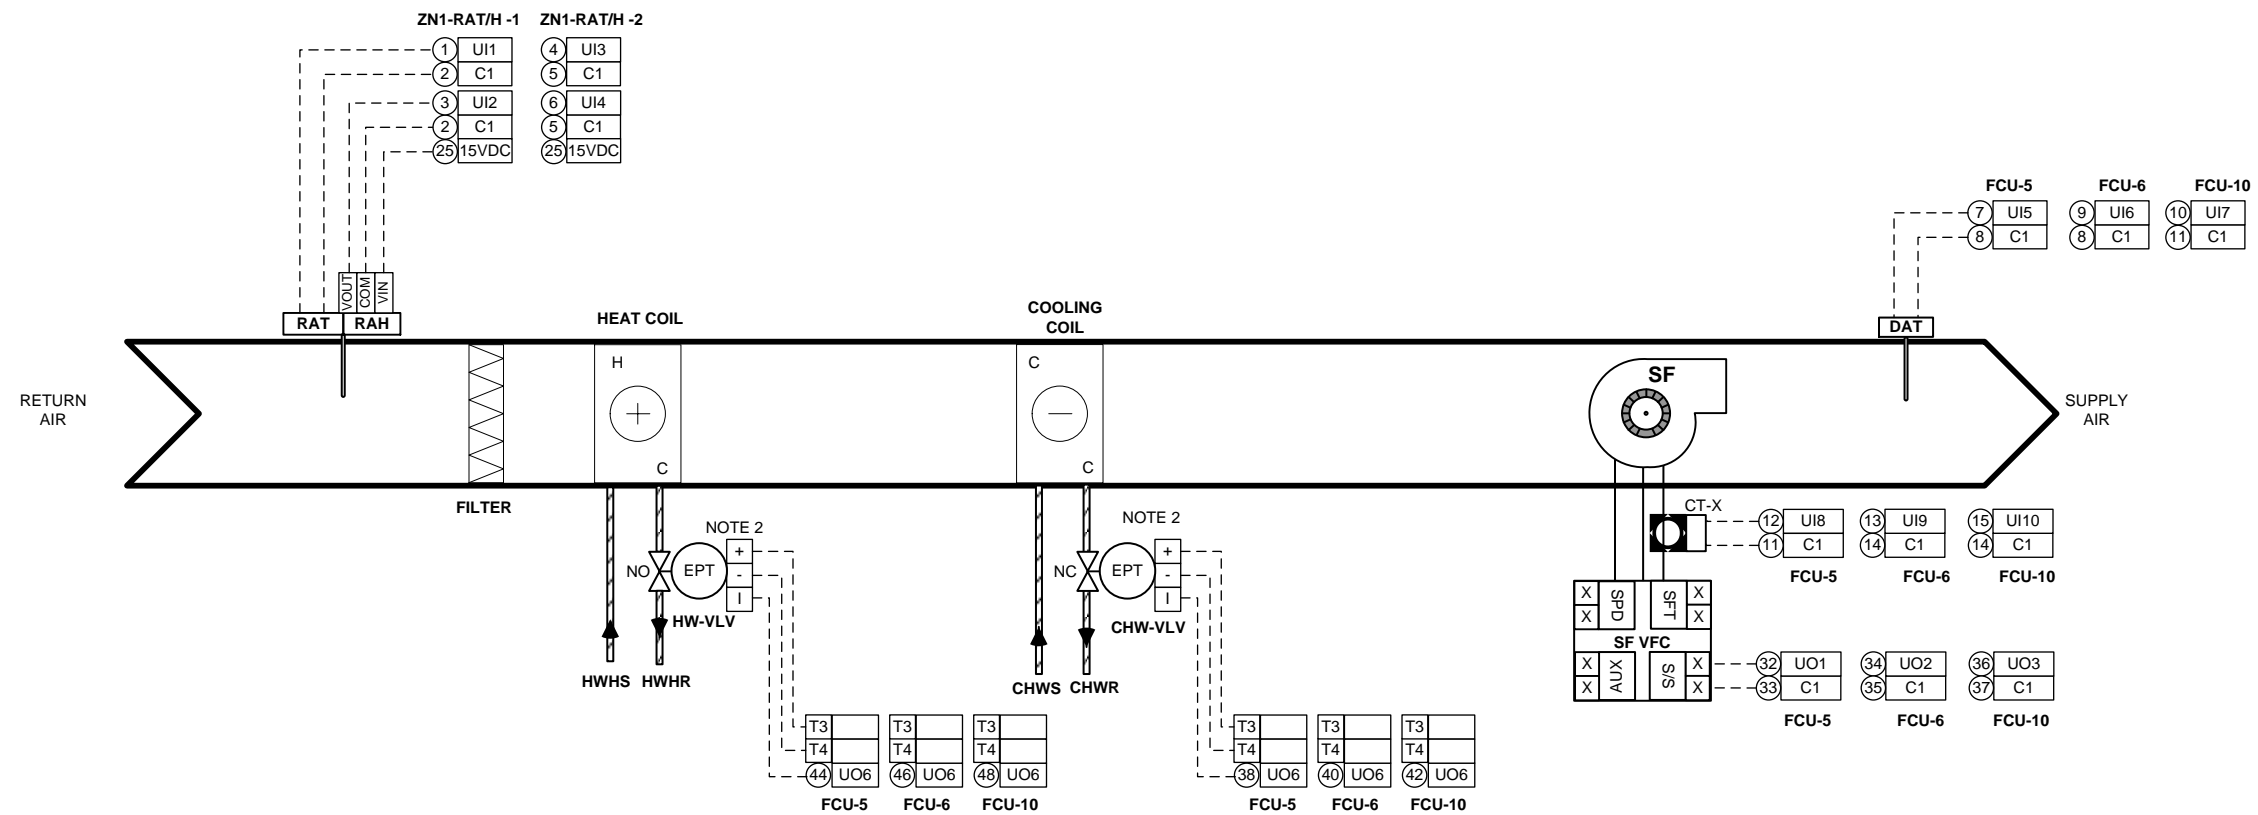 ZN1-RAT/H -1 ZN1-RAT/H -2
1 UI1 4 UI3
2 C1 5 C1
3 UI2 6 UI4
2 C1 5 C1
25 15VDC 25 15VDC
FCU-5 FCU-6 FCU-10
7 UI5 9 UI6 10 UI7
8 C1 8 C1 11 C1
VOUT COM VIN
RAT RAH
HEAT COIL
COOLING
COIL
DAT
H
C
SF
RETURN
AIR
SUPPLY
AIR
C
C
FILTER
NOTE 2
NOTE 2
CT-X
12 UI8 13 UI9 15 UI10
11 C1 14 C1 14 C1
FCU-5 FCU-6 FCU-10
NO EPT + - I
NC EPT + - I
HW-VLV
CHW-VLV
X SPD SFT X
X X
SF VFC
X AUX S/S X
X X
32 UO1 34 UO2 36 UO3
33 C1 35 C1 37 C1
FCU-5 FCU-6 FCU-10
HWHS HWHR
CHWS CHWR
T3 T3 T3
T4 T4 T4
44 UO6 46 UO6 48 UO6
FCU-5 FCU-6 FCU-10
T3 T3 T3
T4 T4 T4
38 UO6 40 UO6 42 UO6
FCU-5 FCU-6 FCU-10